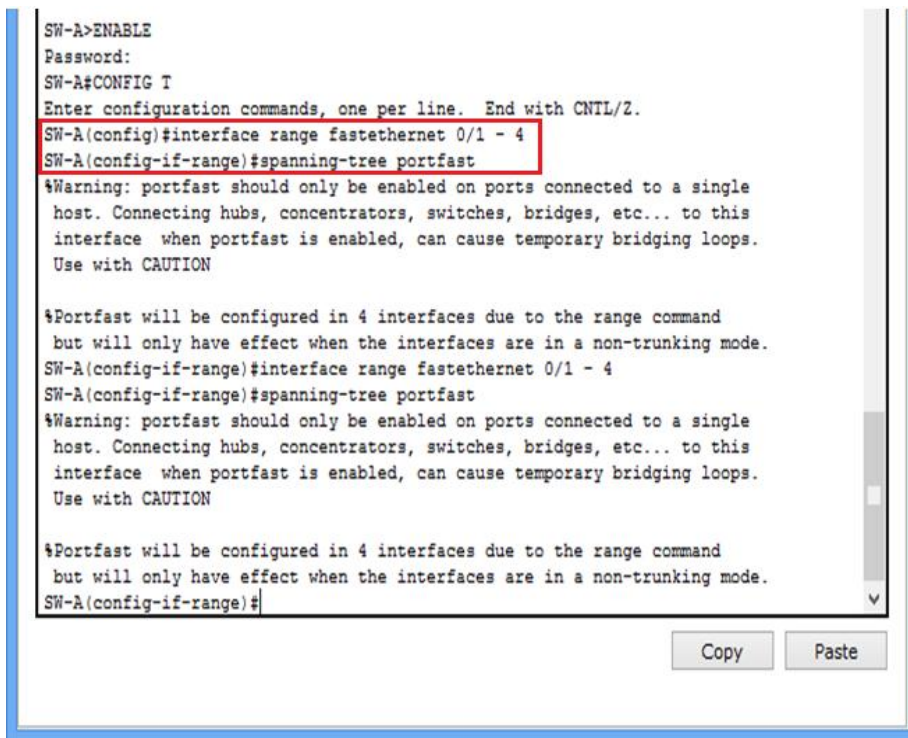 SW-A>ENABLE
Password:
SW-A#CONFIG T
Enter configuration commands, one per line.  End with CNTL/Z.
SW-A(config)#interface range fastethernet 0/1 - 4
SW-A(config-if-range)#spanning-tree portfast
%Warning: portfast should only be enabled on ports connected to a single
host. Connecting hubs, concentrators, switches, bridges, etc... to this
interface  when portfast is enabled, can cause temporary bridging loops.
Use with CAUTION
%Portfast will be configured in 4 interfaces due to the range command
but will only have effect when the interfaces are in a non-trunking mode.
SW-A(config-if-range)#interface range fastethernet 0/1 - 4
SW-A(config-if-range)#spanning-tree portfast
%Warning: portfast should only be enabled on ports connected to a single
host. Connecting hubs, concentrators, switches, bridges, etc... to this
interface  when portfast is enabled, can cause temporary bridging loops.
Use with CAUTION
%Portfast will be configured in 4 interfaces due to the range command
but will only have effect when the interfaces are in a non-trunking mode.
SW-A(config-if-range)#
Copy Paste